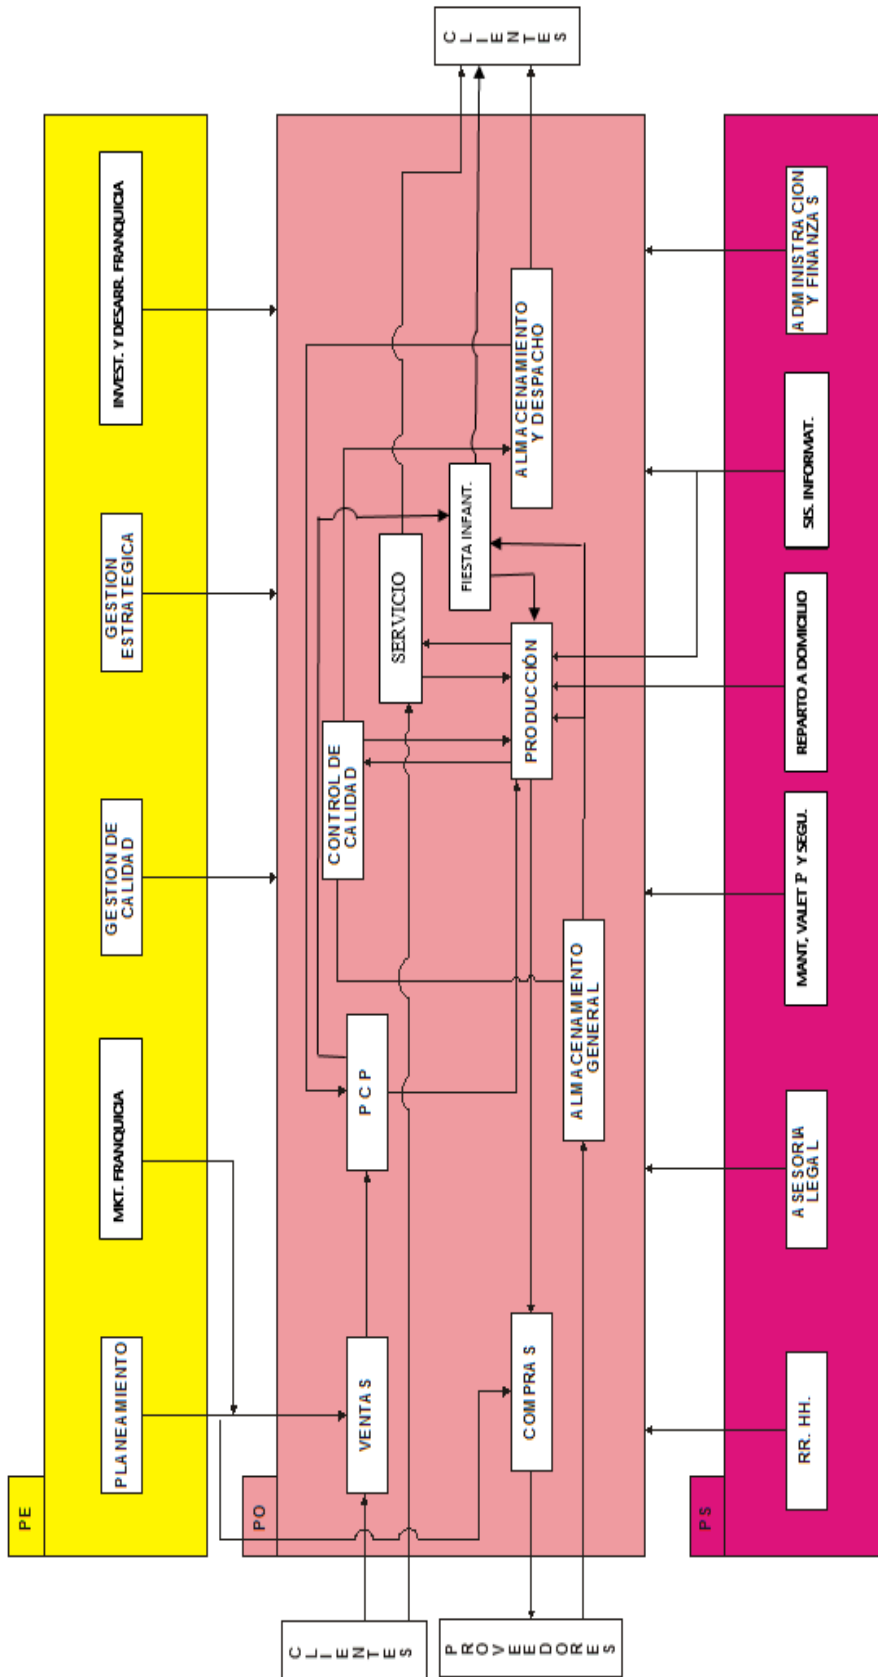 PE
PLANEAMIENTO
MKT. FRANQUICIA
GESTION DE
CALIDAD
GESTION
ESTRATEGICA
INVEST. Y DESARR. FRANQUICIA
PO
CLIENTES
PROVEEDORES
VENTAS
COMPRAS
PCP
ALMACENAMIENTO
GENERAL
CONTROL DE
CALIDAD
SERVICIO
PRODUCCIÓN
FIESTA INFANT.
ALMACENAMIENTO
Y DESPACHO
CLIENTES
PS
RR. HH.
ASESORIA
LEGAL
MANT, VALET P Y SEGU.
REPARTO A DOMICILIO
SIS. INFORMAT.
ADMINISTRACION
Y FINANZAS